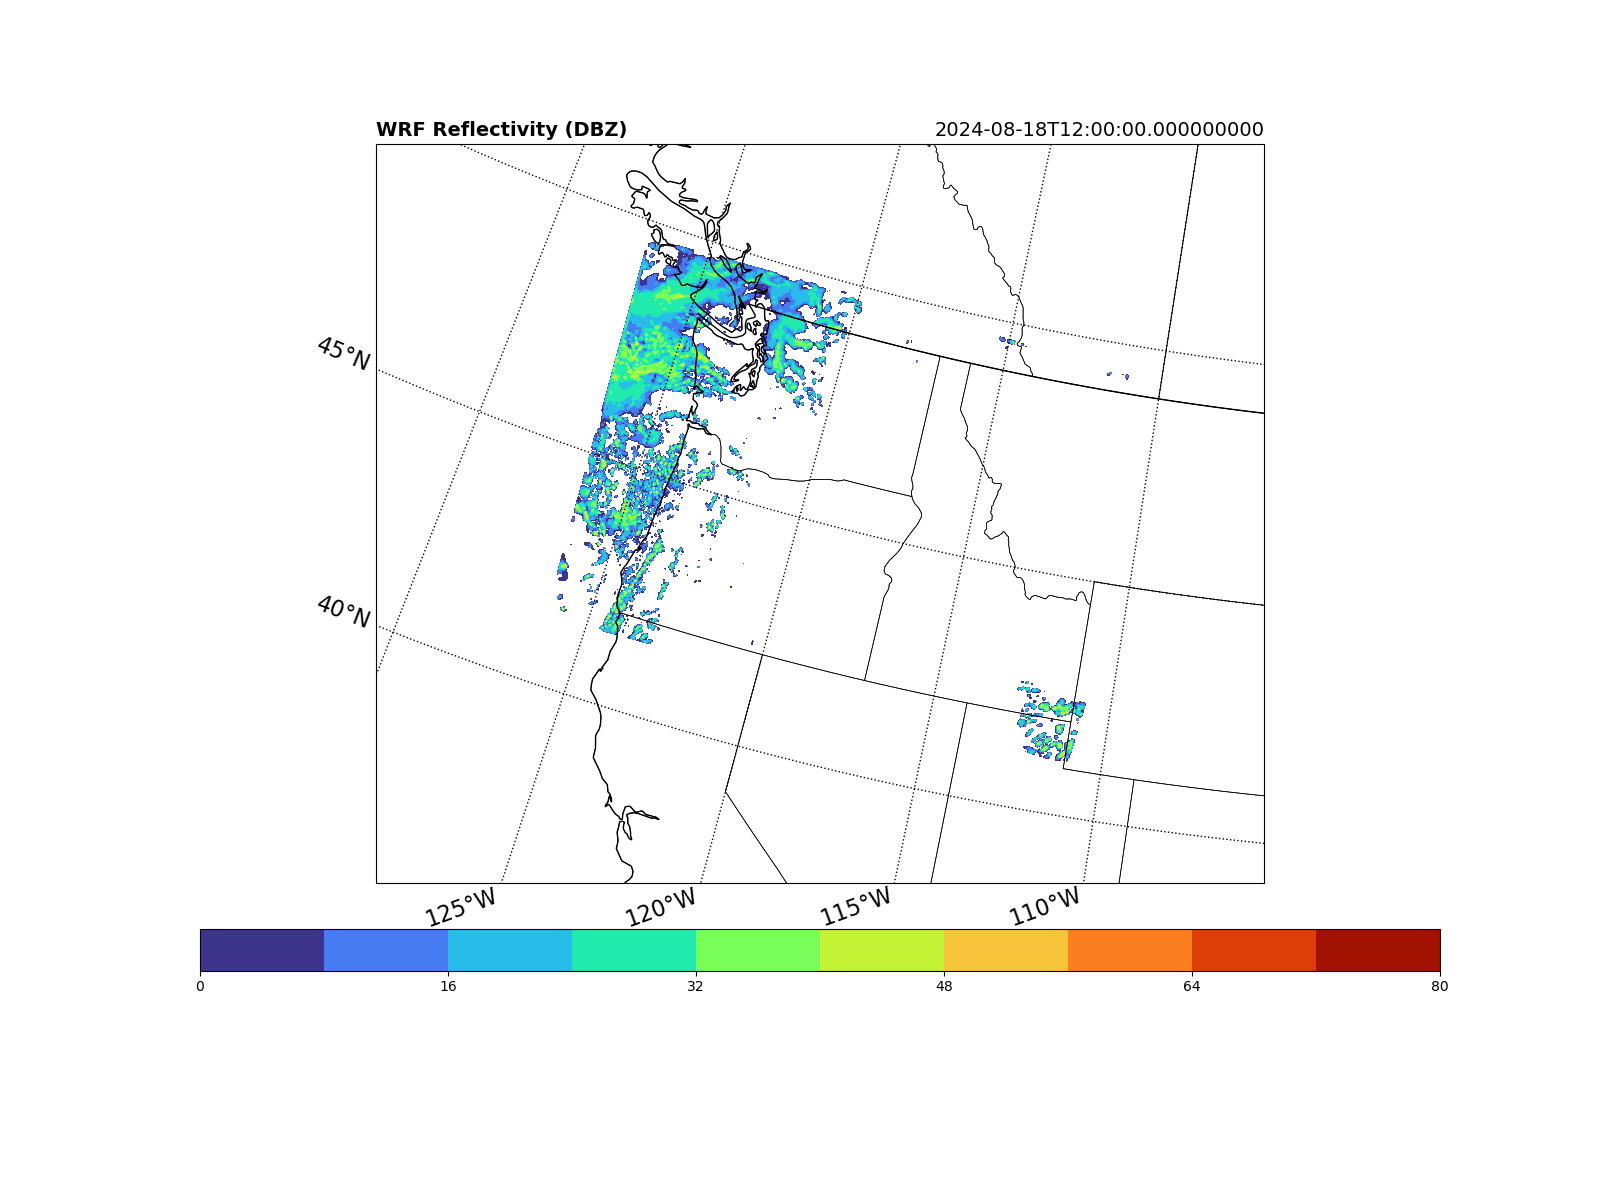 WRF Reflectivity (DBZ)
2024-08-18T12:00:00.000000000
45°N
40°N
125°W
120°W
115°W
110°W
0
16
32
48
64
80